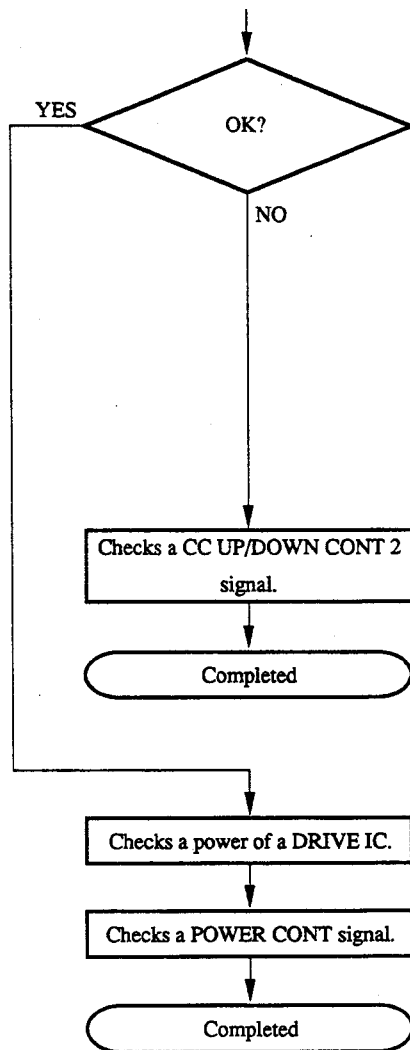 YES
OK?
NO
Checks a CC UP/DOWN CONT 2
signal.
Completed
Checks a power of a DRIVE IC.
Checks a POWER CONT signal.
Completed